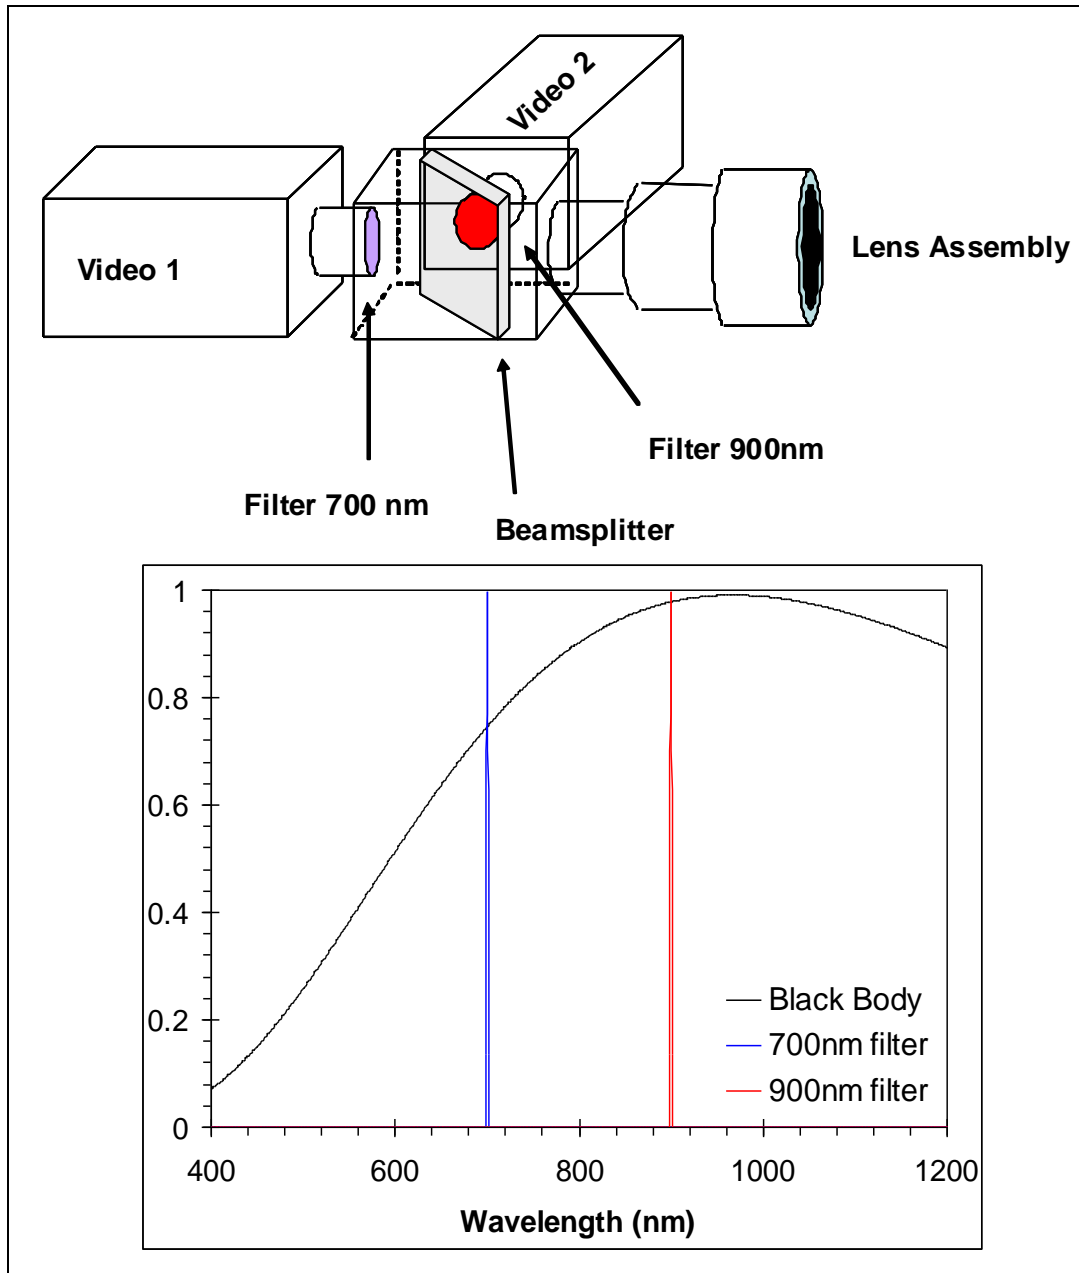 Video 2
Video 1
Lens Assembly
Filter 900nm
Filter 700 nm
Beamsplitter
1
0.8
0.6
0.4
0.2
0
Black Body
700nm filter
900nm filter
400 600 800 1000 1200
Wavelength (nm)